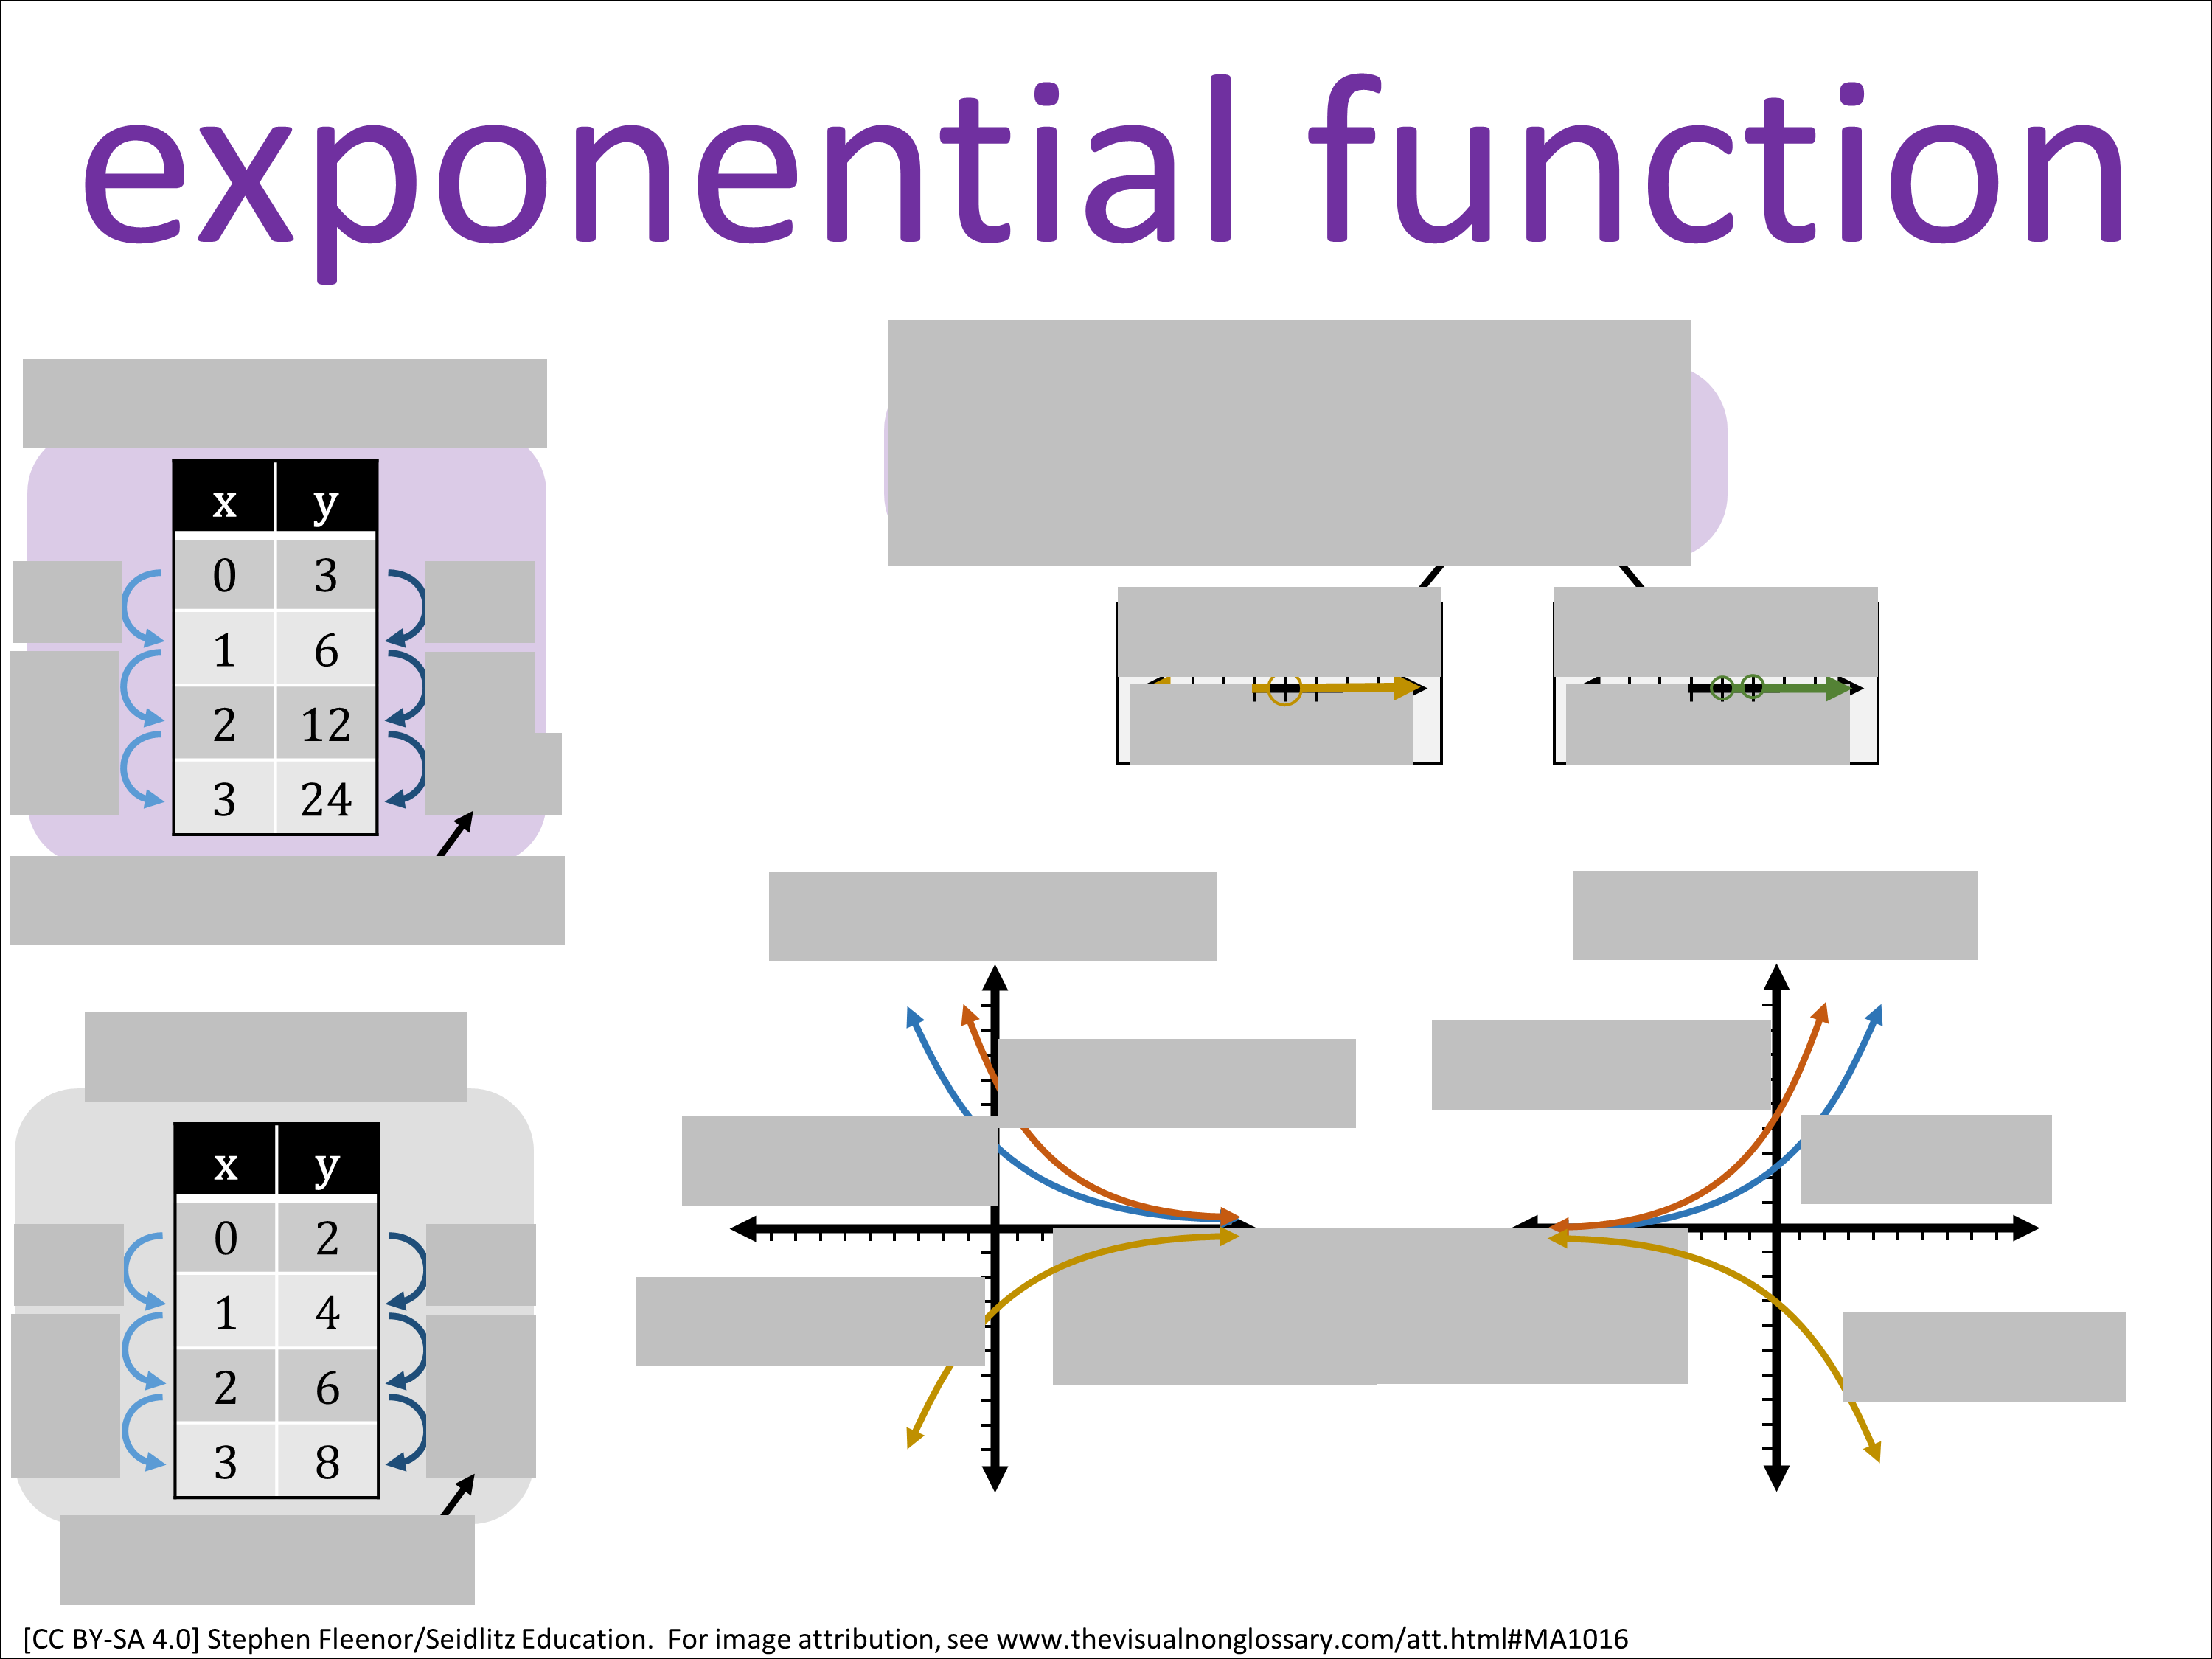 exponential function
x y
0 3
1 6
2 12
3 24
x y
0 2
1 4
2 6
3 8
[CC BY-SA 4.0] Stephen Fleenor/Seidlitz Education.  For image attribution, see www.thevisualnonglossary.com/att.html#MA1016